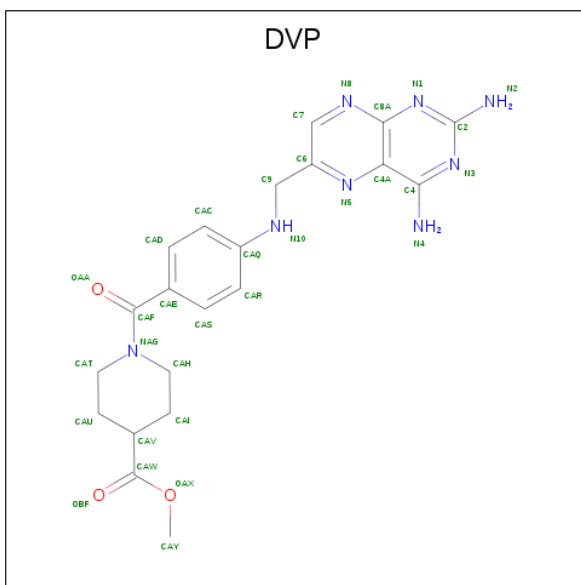 DVP
N2
N8 N1
N N NH₂
C7 C8A C2
C6 N N3
C9 N5 C4A C4
N
NH₂
CAC NH N4
N10
CAD CAQ
OAA
O CAR
CAE
CAF CAS
NAG
CAT N CAH
CAU CAI
CAV
CAW OAX
O O
OBF
CAY